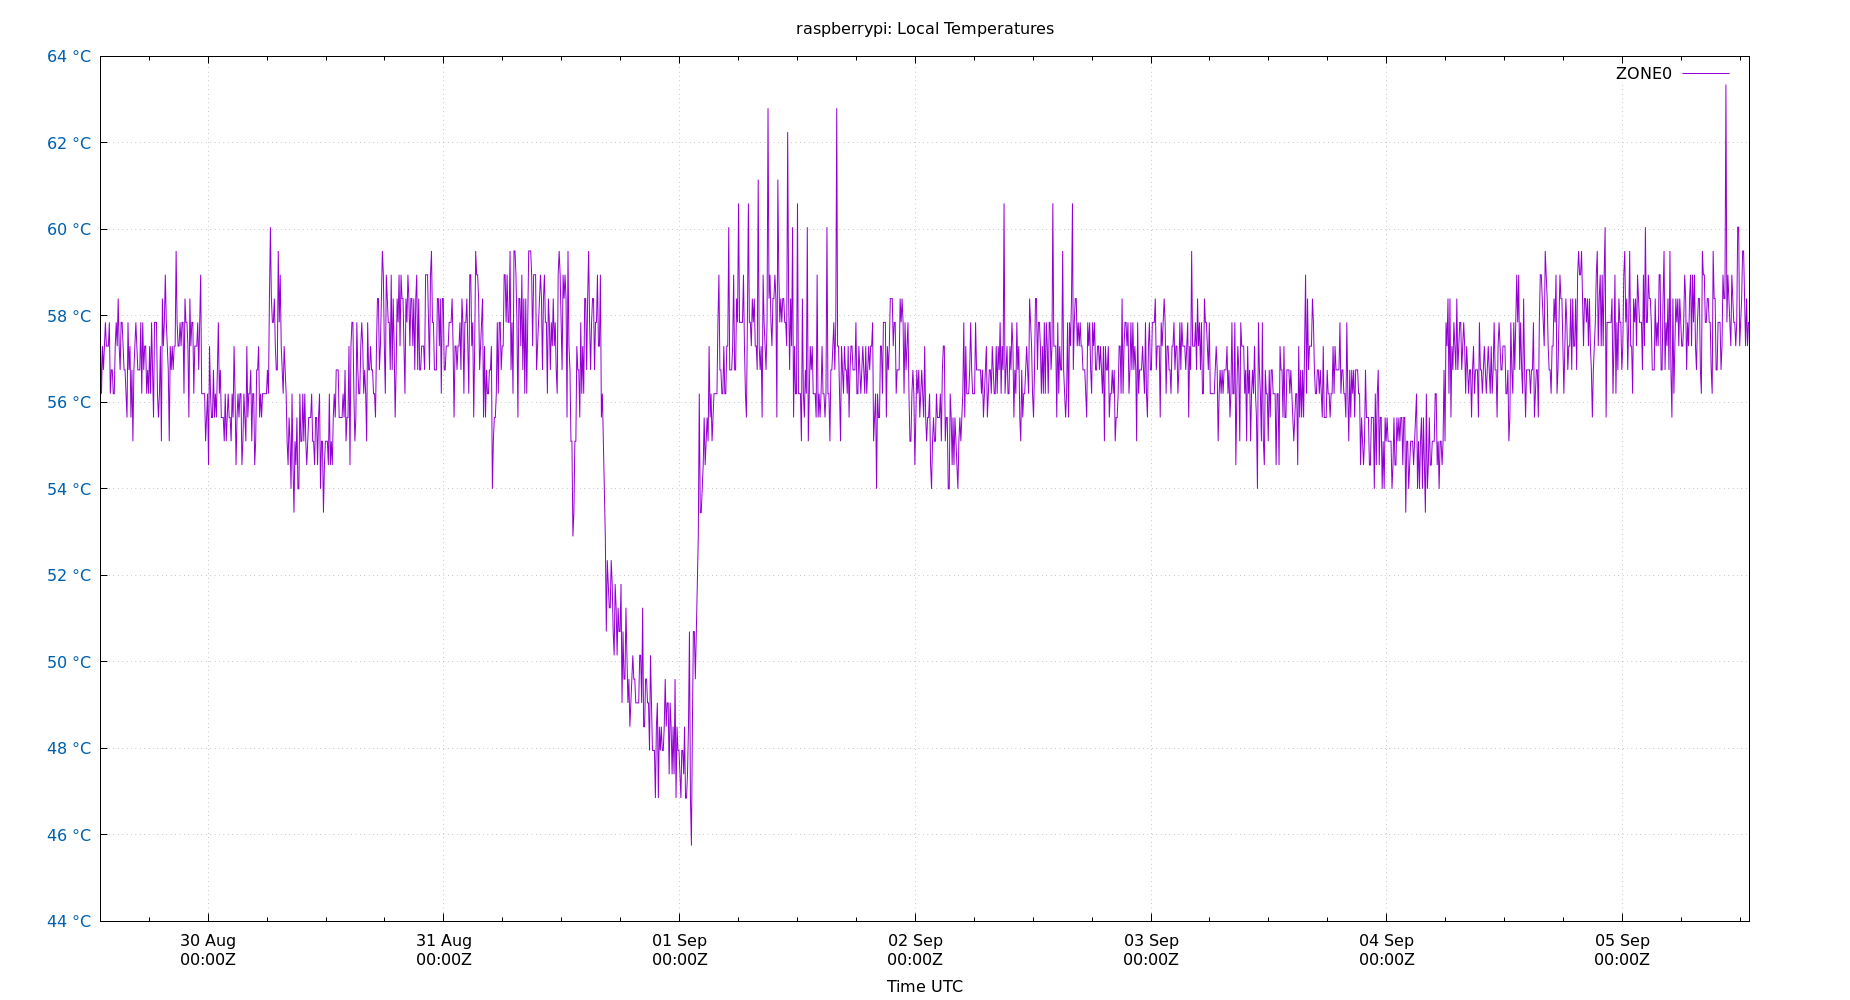 raspberrypi: Local Temperatures
ZONE0
64 °C
62 °C
60 °C
58 °C
56 °C
54 °C
52 °C
50 °C
48 °C
46 °C
44 °C
30 Aug 31 Aug 01 Sep 02 Sep 03 Sep 04 Sep 05 Sep
00:00Z 00:00Z 00:00Z 00:00Z 00:00Z 00:00Z 00:00Z
Time UTC